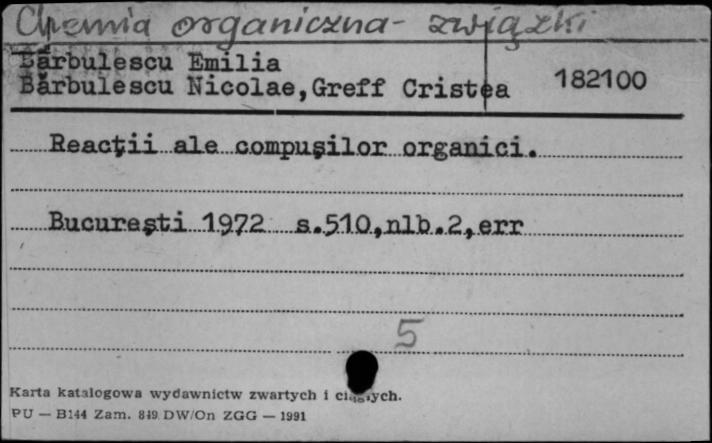 Chemia organiczna - związki
Bărbulescu Emilia
Bărbulescu Nicolae,Greff Cristea
182100
Reacţii ale compuşilor organici.
Bucureşti 1972 s.510,nlb.2,err
5
Karta katalogowa wydawnictw zwartych i ciągłych.
PU — B144 Zam. 849 DW/On ZGG — 1991